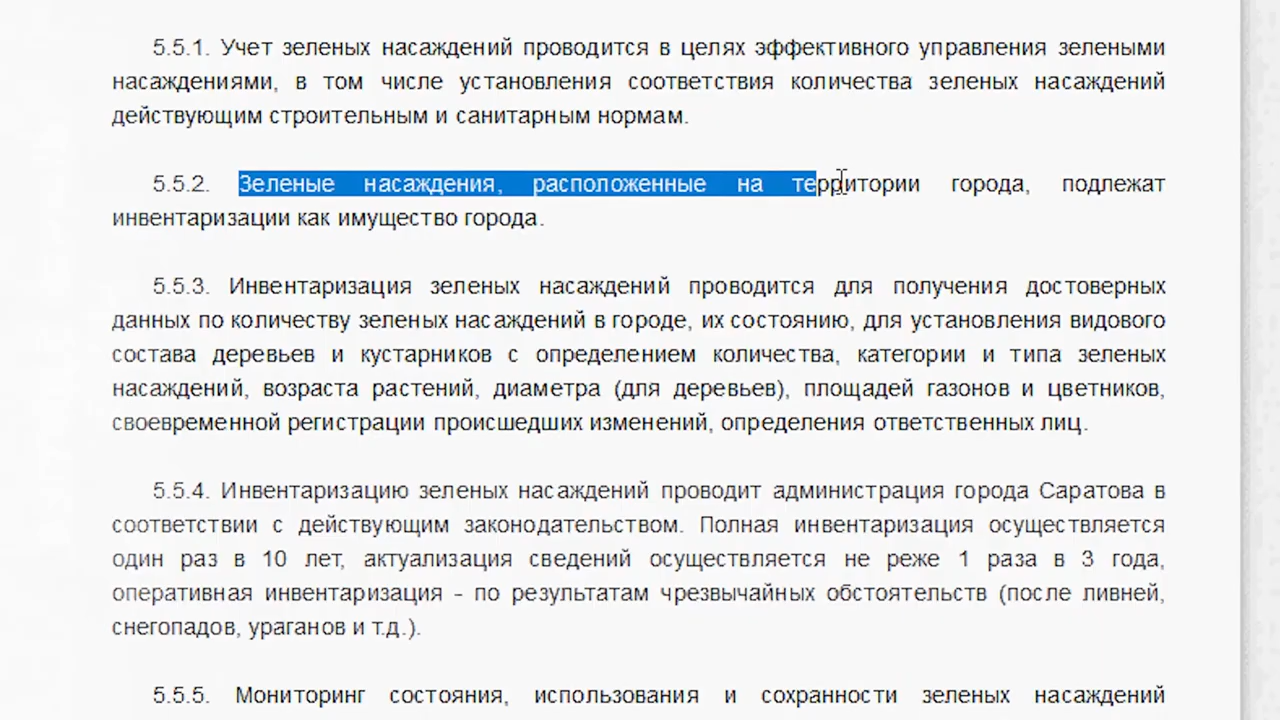 5.5.1. Учет зеленых насаждений проводится в целях эффективного управления зелеными
насаждениями, в том числе установления соответствия количества зеленых насаждений
действующим строительным и санитарным нормам.
5.5.2. Зеленые насаждения, расположенные на территории города, подлежат
инвентаризации как имущество города.
5.5.3. Инвентаризация зеленых насаждений проводится для получения достоверных
данных по количеству зеленых насаждений в городе, их состоянию, для установления видового
состава деревьев и кустарников с определением количества, категории и типа зеленых
насаждений, возраста растений, диаметра (для деревьев), площадей газонов и цветников,
своевременной регистрации происшедших изменений, определения ответственных лиц.
5.5.4. Инвентаризацию зеленых насаждений проводит администрация города Саратова в
соответствии с действующим законодательством. Полная инвентаризация осуществляется
один раз в 10 лет, актуализация сведений осуществляется не реже 1 раза в 3 года,
оперативная инвентаризация - по результатам чрезвычайных обстоятельств (после ливней,
снегопадов, ураганов и т.д.).
5.5.5. Мониторинг состояния, использования и сохранности зеленых насаждений